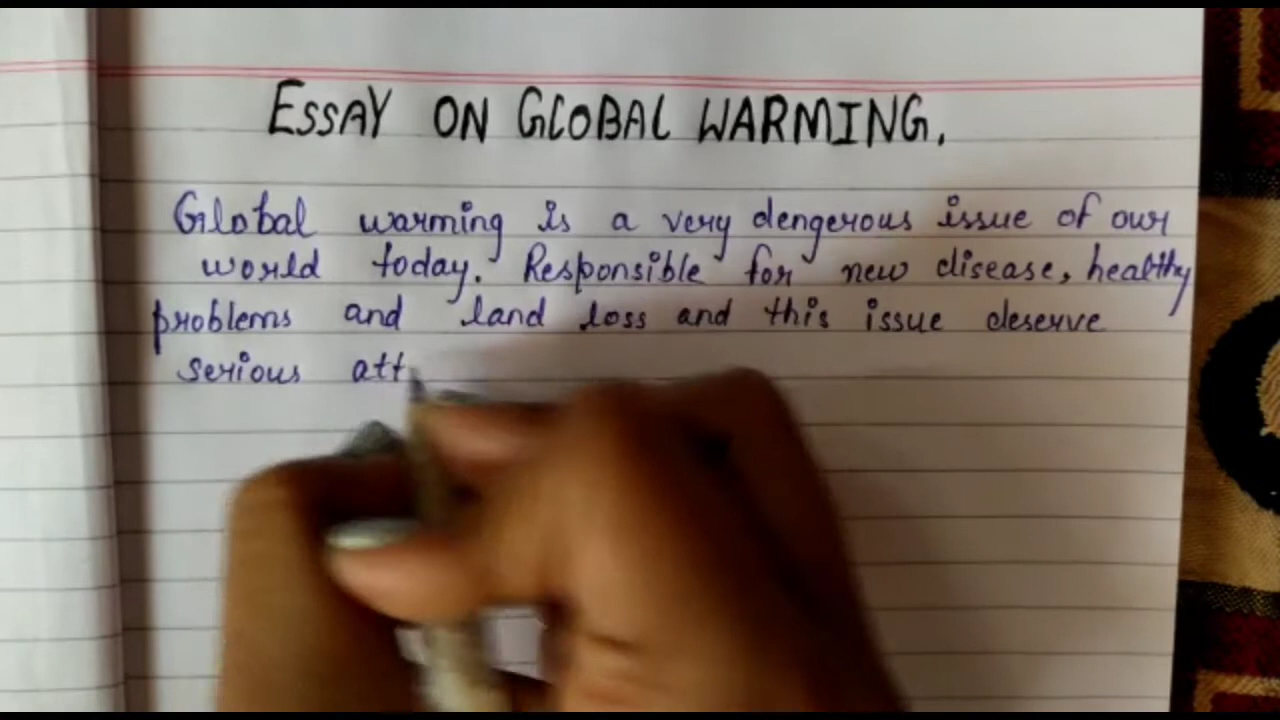 ESSAY ON GLOBAL WARMING.
Global warming is a very dengerous issue of our
world today. Responsible for new disease, healthy
problems and land loss and this issue deserve
serious att